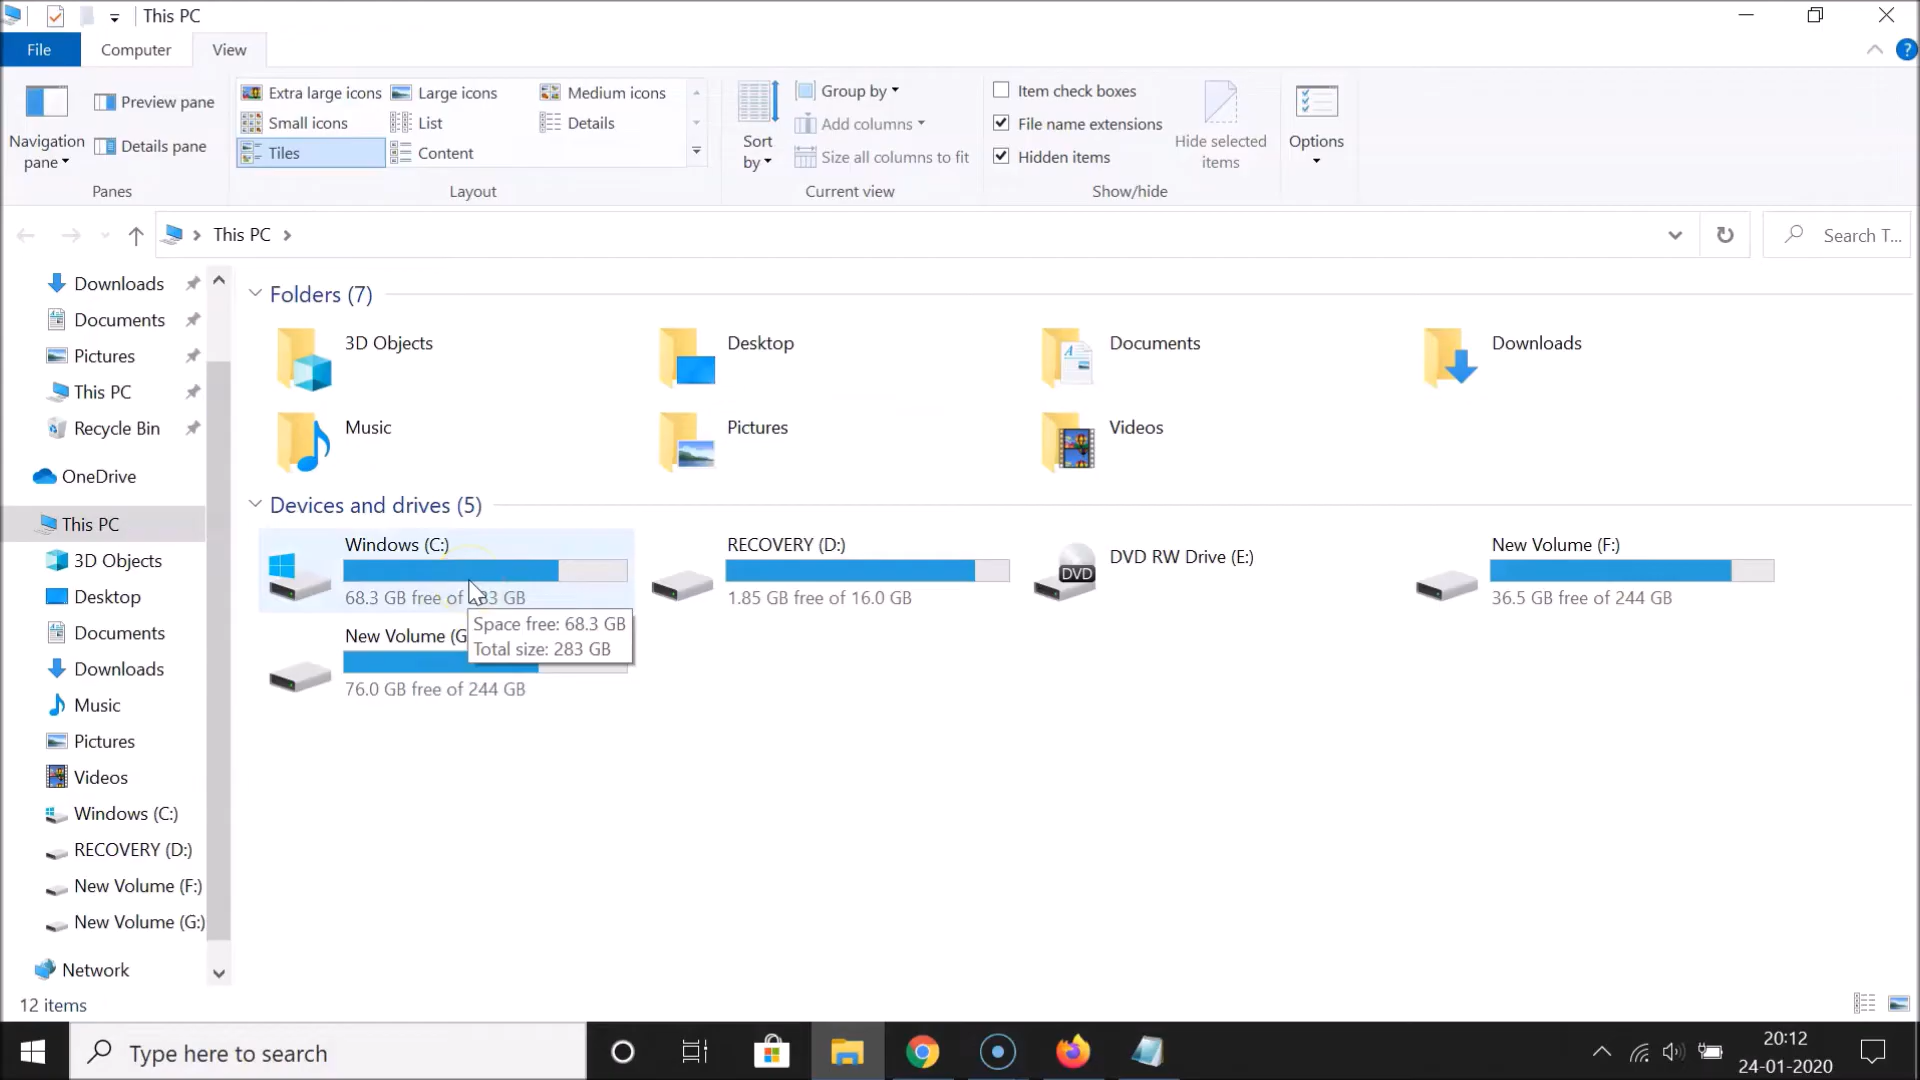 This PC
File
Computer
View
Navigation pane
Preview pane
Details pane
Panes
Extra large icons
Large icons
Medium icons
Small icons
List
Details
Tiles
Content
Layout
Sort by
Group by
Add columns
Size all columns to fit
Current view
Item check boxes
File name extensions
Hidden items
Hide selected items
Show/hide
Options
This PC
Search T...
Downloads
Documents
Pictures
This PC
Recycle Bin
OneDrive
This PC
3D Objects
Desktop
Documents
Downloads
Music
Pictures
Videos
Windows (C:)
RECOVERY (D:)
New Volume (F:)
New Volume (G:)
Network
Folders (7)
3D Objects
Desktop
Documents
Downloads
Music
Pictures
Videos
Devices and drives (5)
Windows (C:)
68.3 GB free of 283 GB
RECOVERY (D:)
1.85 GB free of 16.0 GB
DVD
DVD RW Drive (E:)
New Volume (F:)
36.5 GB free of 244 GB
New Volume (G
76.0 GB free of 244 GB
Space free: 68.3 GB
Total size: 283 GB
12 items
Type here to search
20:12
24-01-2020